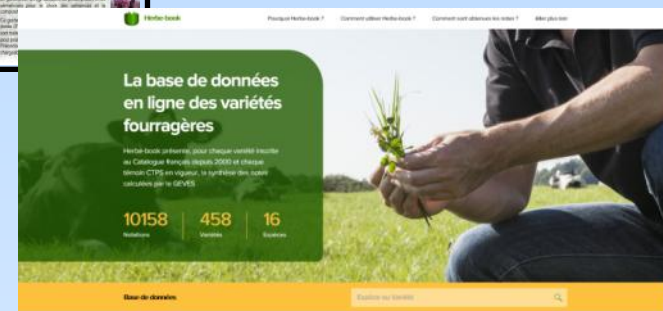 Herbe-book
Pourquoi Herbe-book ? Comment utiliser Herbe-book ? Comment sont obtenues les notes ? Aller plus loin
La base de données
en ligne des variétés
fourragères
Herbe-book présente, pour chaque variété inscrite
au Catalogue français depuis 2000 et chaque
témoin CTPS en vigueur, la synthèse des notes
calculées par le GEVES
10158 458 16
Notations Variétés Espèces
Base de données Espèce ou Variété